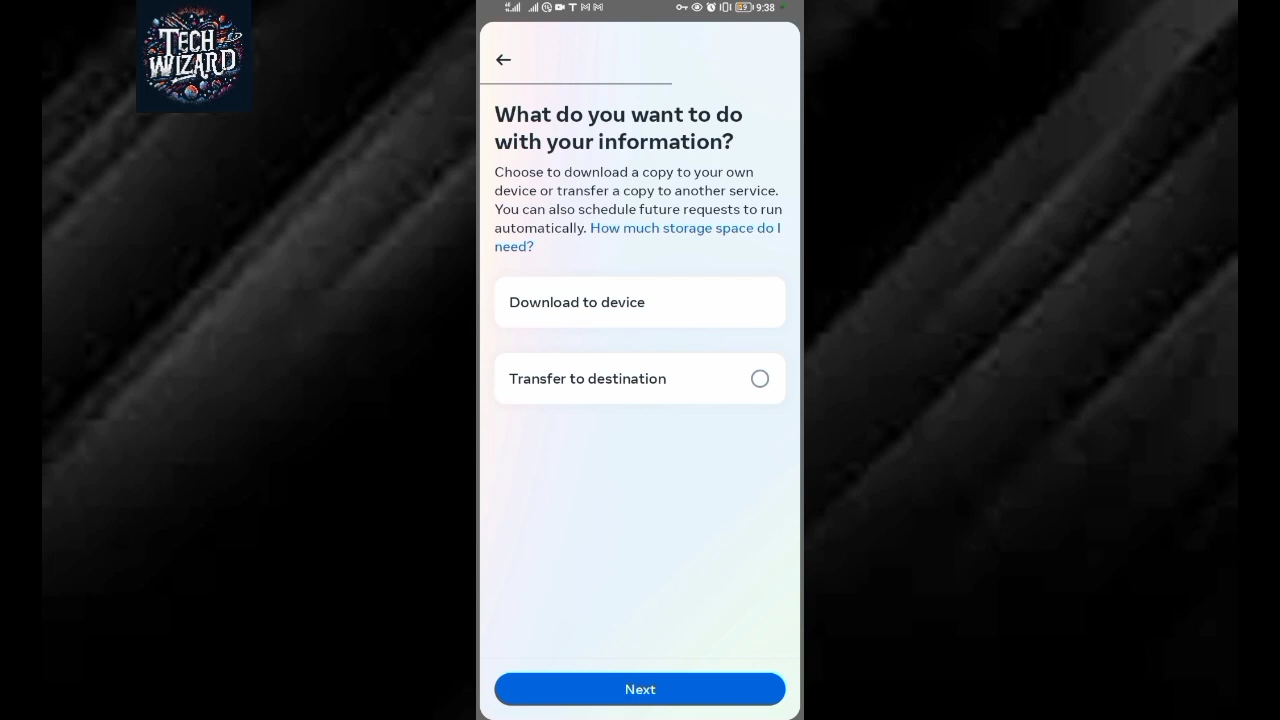 TECH
WIZARD
9:38
What do you want to do
with your information?
Choose to download a copy to your own
device or transfer a copy to another service.
You can also schedule future requests to run
automatically. How much storage space do I
need?
Download to device
Transfer to destination
Next